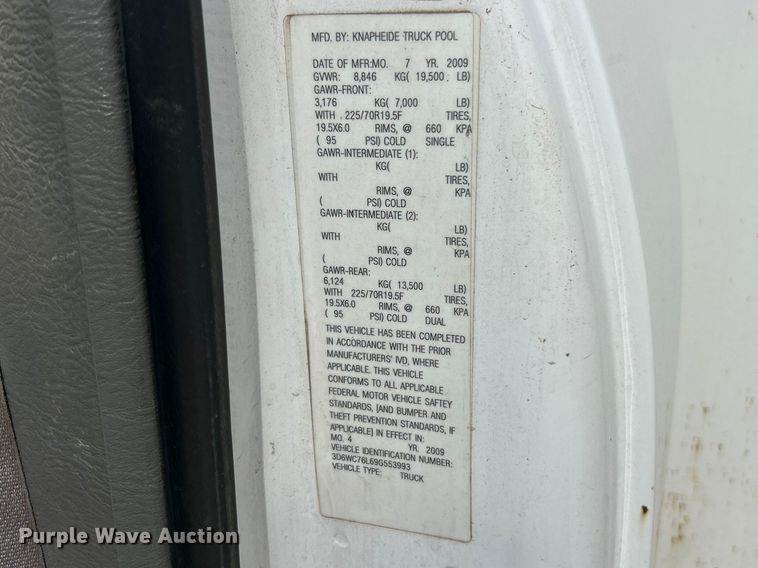 MFD. BY: KNAPHEIDE TRUCK POOL
DATE OF MFR:MO. 7 YR. 2009
GVWR: 8,846 KG( 19,500 LB)
GAWR-FRONT:
3,176 KG( 7,000 LB)
WITH . 225/70R19.5F TIRES,
19.5X6.0 RIMS, @ 660 KPA
( 95 PSI) COLD SINGLE
GAWR-INTERMEDIATE (1):
KG( LB)
WITH TIRES,
RIMS, @ KPA
( PSI) COLD
GAWR-INTERMEDIATE (2):
KG( LB)
WITH TIRES,
RIMS, @ KPA
( PSI) COLD
GAWR-REAR:
6,124 KG( 13,500 LB)
WITH 225/70R19.5F TIRES,
19.5X6.0 RIMS, @ 660 KPA
( 95 PSI) COLD DUAL
THIS VEHICLE HAS BEEN COMPLETED
IN ACCORDANCE WITH THE PRIOR
MANUFACTURERS' IVD, WHERE
APPLICABLE. THIS VEHICLE
CONFORMS TO ALL APPLICABLE
FEDERAL MOTOR VEHICLE SAFTEY
STANDARDS, [AND BUMPER AND
THEFT PREVENTION STANDARDS, IF
APPLICABLE] IN EFFECT IN:
MO. 4 YR. 2009
VEHICLE IDENTIFICATION NUMBER:
3D6WC76L69G553993
VEHICLE TYPE: TRUCK
Purple Wave Auction